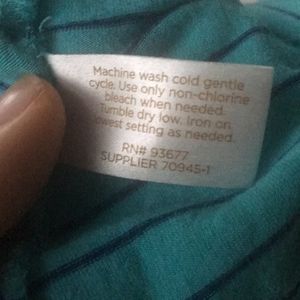 Machine wash cold gentle
cycle. Use only non-chlorine
bleach when needed.
Tumble dry low. Iron on
lowest setting as needed.
RN# 93677
SUPPLIER 70945-1